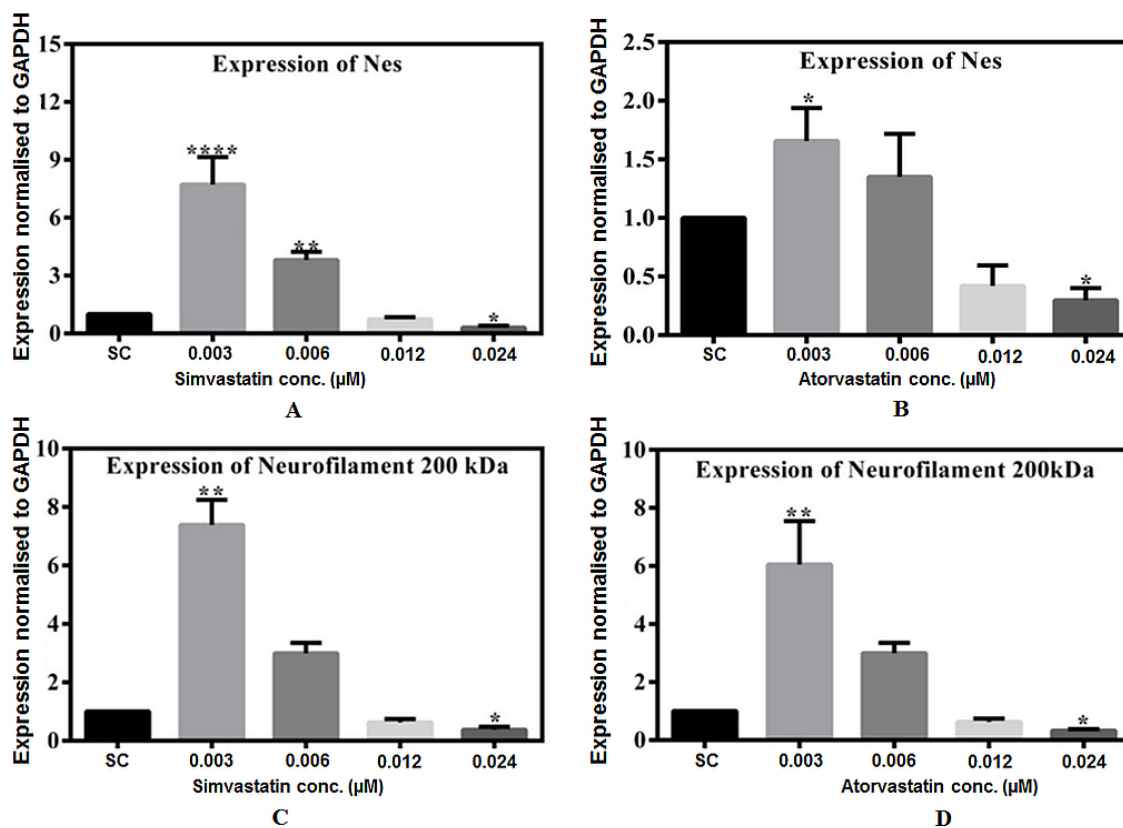 Expression normalised to GAPDH
15
12
9
6
3
0
Expression of Nes
****
**
*
SC 0.003 0.006 0.012 0.024
Simvastatin conc. (µM)
A
Expression normalised to GAPDH
2.5
2.0
1.5
1.0
0.5
0.0
Expression of Nes
*
*
SC 0.003 0.006 0.012 0.024
Atorvastatin conc. (µM)
B
Expression normalised to GAPDH
10
8
6
4
2
0
Expression of Neurofilament 200 kDa
**
*
SC 0.003 0.006 0.012 0.024
Simvastatin conc. (µM)
C
Expression normalised to GAPDH
10
8
6
4
2
0
Expression of Neurofilament 200kDa
**
*
SC 0.003 0.006 0.012 0.024
Atorvastatin conc. (µM)
D